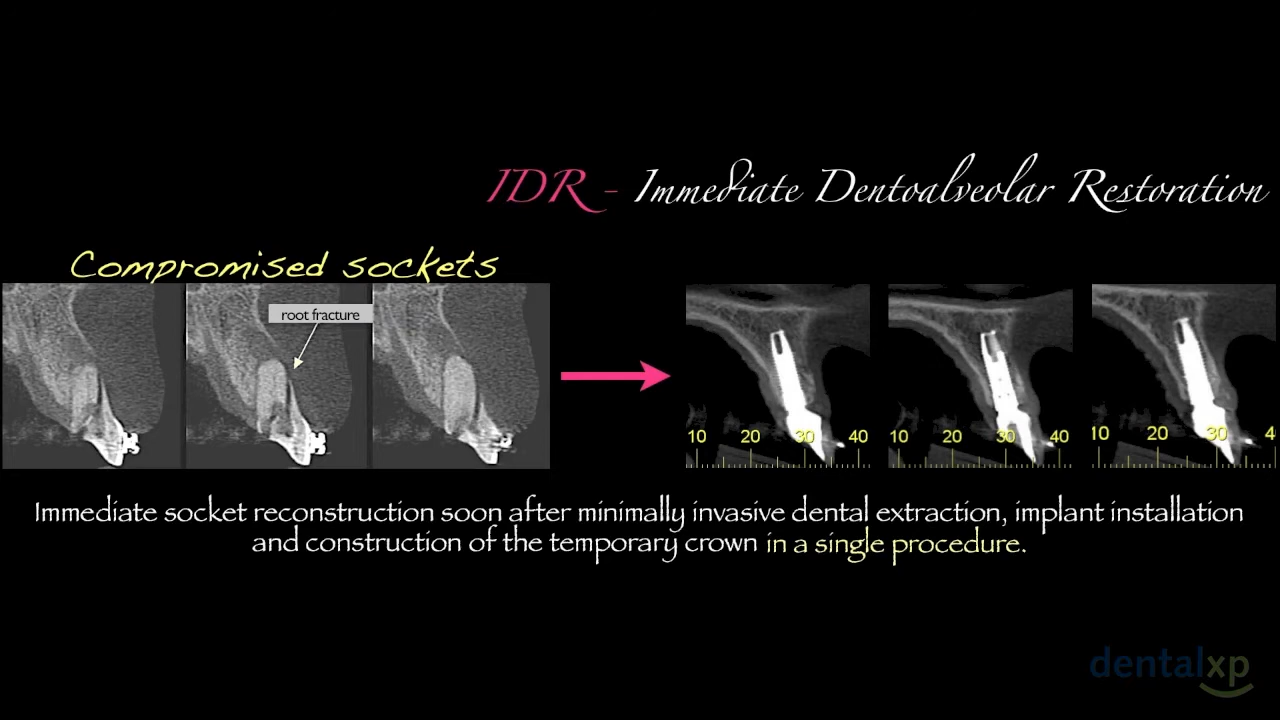 IDR - Immediate Dentoalveolar Restoration
Compromised sockets
root fracture
10 20 30 40
10 20 30 40
10 20 30 4
Immediate socket reconstruction soon after minimally invasive dental extraction, implant installation
and construction of the temporary crown in a single procedure.
dentalxp